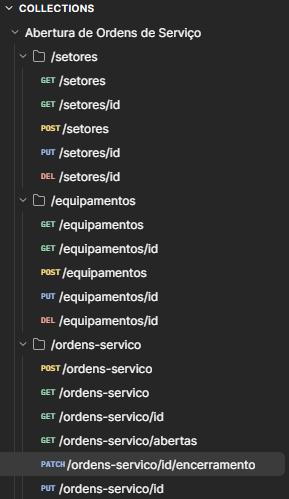 COLLECTIONS
Abertura de Ordens de Serviço
/setores
GET /setores
GET /setores/id
POST /setores
PUT /setores/id
DEL /setores/id
/equipamentos
GET /equipamentos
GET /equipamentos/id
POST /equipamentos
PUT /equipamentos/id
DEL /equipamentos/id
/ordens-servico
POST /ordens-servico
GET /ordens-servico
GET /ordens-servico/id
GET /ordens-servico/abertas
PATCH /ordens-servico/id/encerramento
PUT /ordens-servico/id